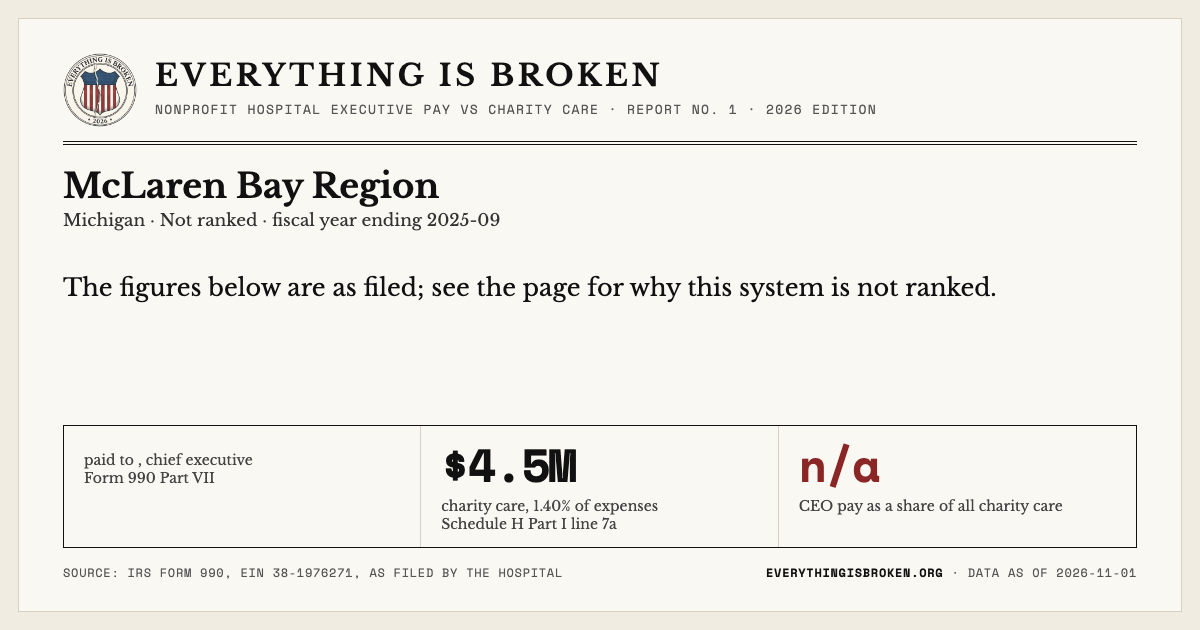 EVERYTHING IS BROKEN
2026
EVERYTHING IS BROKEN
NONPROFIT HOSPITAL EXECUTIVE PAY VS CHARITY CARE · REPORT NO. 1 · 2026 EDITION
McLaren Bay Region
Michigan · Not ranked · fiscal year ending 2025-09
The figures below are as filed; see the page for why this system is not ranked.
paid to , chief executive
Form 990 Part VII
$4.5M
charity care, 1.40% of expenses
Schedule H Part I line 7a
n/a
CEO pay as a share of all charity care
SOURCE: IRS FORM 990, EIN 38-1976271, AS FILED BY THE HOSPITAL
EVERYTHINGISBROKEN.ORG · DATA AS OF 2026-11-01